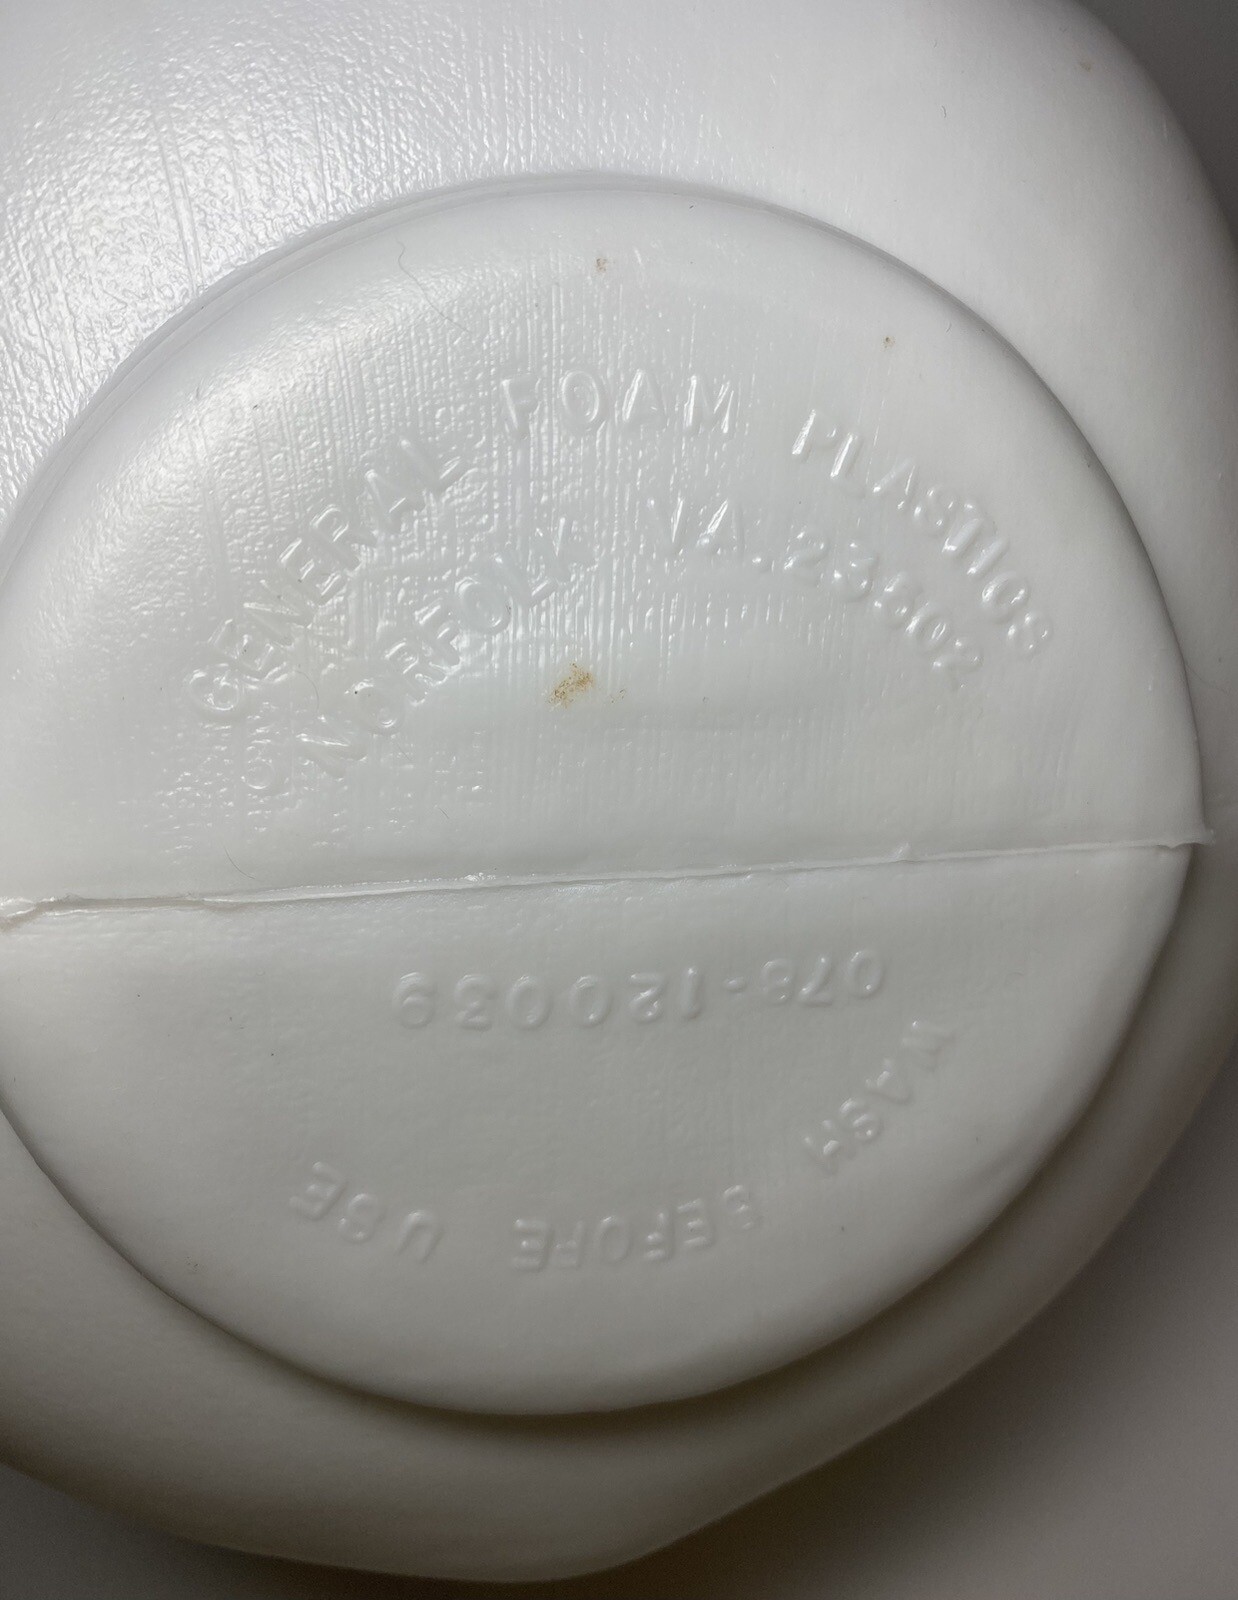 GENERAL FOAM PLASTICS
NORFOLK VA. 23502
078-120039
WASH BEFORE USE